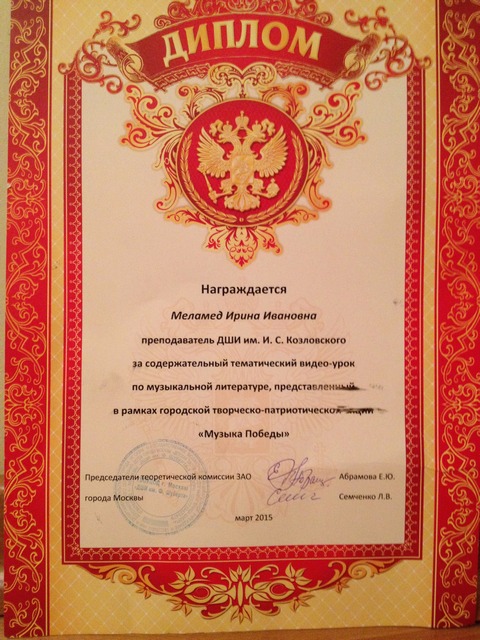 ДИПЛОМ
Награждается
Меламед Ирина Ивановна
преподаватель ДШИ им. И. С. Козловского
за содержательный тематический видео-урок
по музыкальной литературе, представленный
в рамках городской творческо-патриотической акции
«Музыка Победы»
Председатели теоретической комиссии ЗАО Абрамова Е.Ю.
города Москвы Семченко Л.В.
март 2015